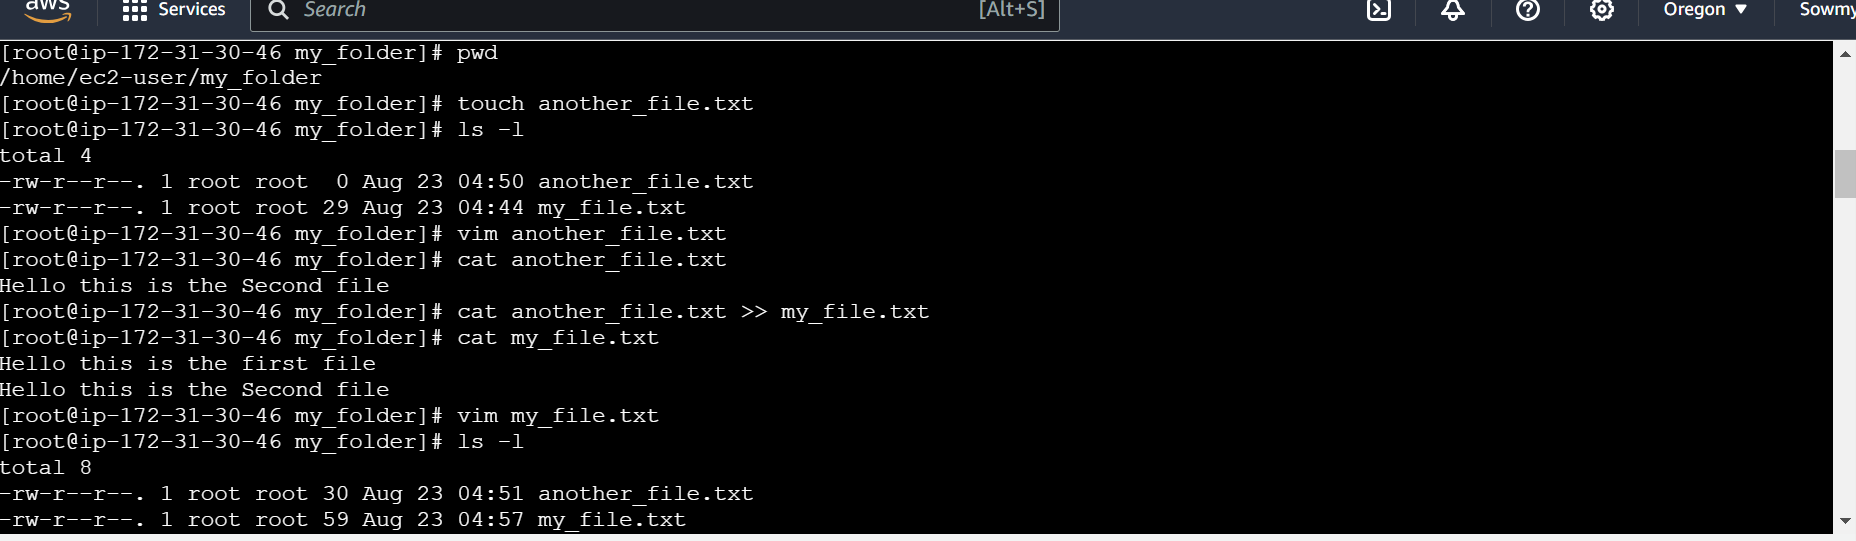 aws Services Search [Alt+S] Oregon Sowmy
[root@ip-172-31-30-46 my_folder]# pwd
/home/ec2-user/my_folder
[root@ip-172-31-30-46 my_folder]# touch another_file.txt
[root@ip-172-31-30-46 my_folder]# ls -l
total 4
-rw-r--r--. 1 root root  0 Aug 23 04:50 another_file.txt
-rw-r--r--. 1 root root 29 Aug 23 04:44 my_file.txt
[root@ip-172-31-30-46 my_folder]# vim another_file.txt
[root@ip-172-31-30-46 my_folder]# cat another_file.txt
Hello this is the Second file
[root@ip-172-31-30-46 my_folder]# cat another_file.txt >> my_file.txt
[root@ip-172-31-30-46 my_folder]# cat my_file.txt
Hello this is the first file
Hello this is the Second file
[root@ip-172-31-30-46 my_folder]# vim my_file.txt
[root@ip-172-31-30-46 my_folder]# ls -l
total 8
-rw-r--r--. 1 root root 30 Aug 23 04:51 another_file.txt
-rw-r--r--. 1 root root 59 Aug 23 04:57 my_file.txt